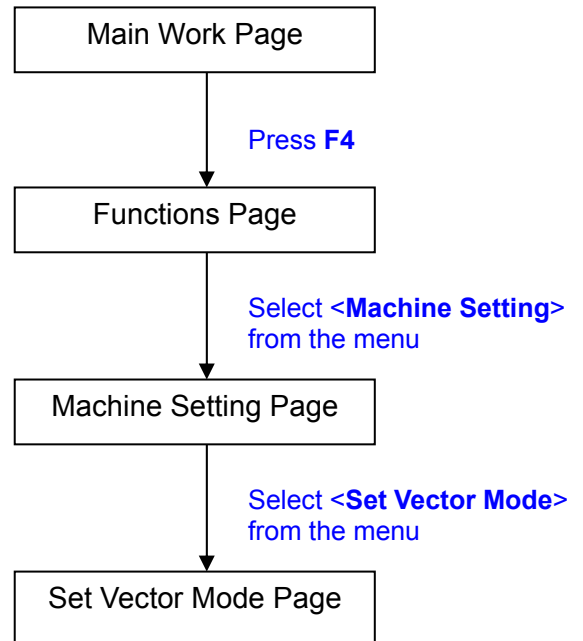 Main Work Page
Press F4
Functions Page
Select <Machine Setting>
from the menu
Machine Setting Page
Select <Set Vector Mode>
from the menu
Set Vector Mode Page